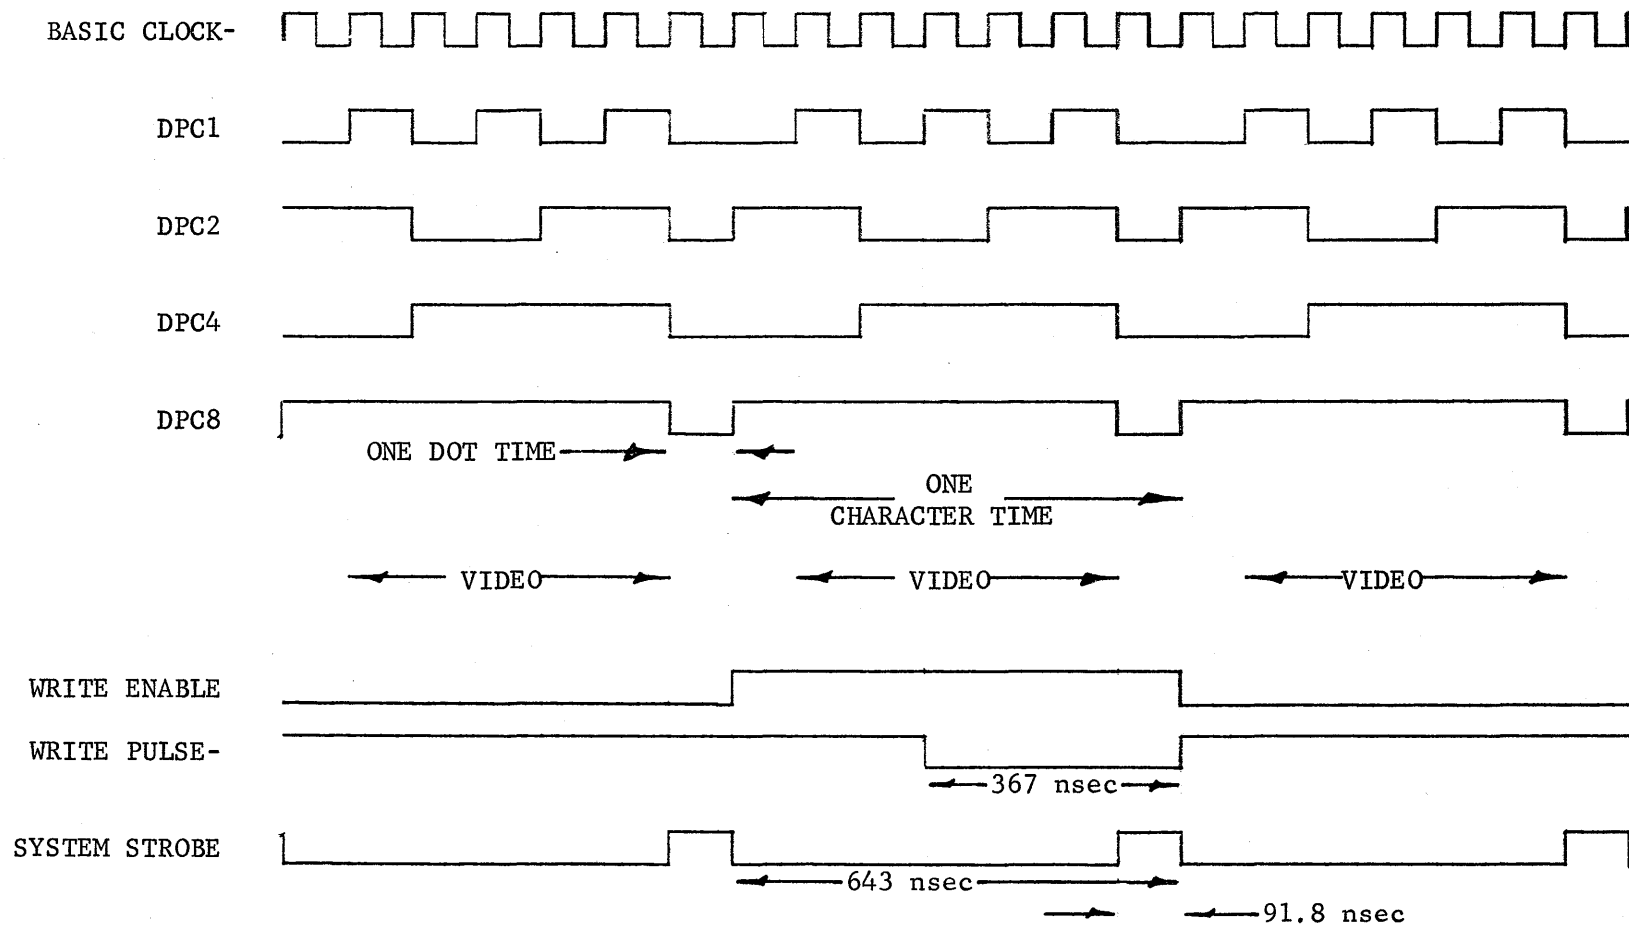 BASIC CLOCK-
DPC1
DPC2
DPC4
DPC8
ONE DOT TIME
ONE
CHARACTER TIME
VIDEO VIDEO VIDEO
WRITE ENABLE
WRITE PULSE-
367 nsec
SYSTEM STROBE
643 nsec
91.8 nsec